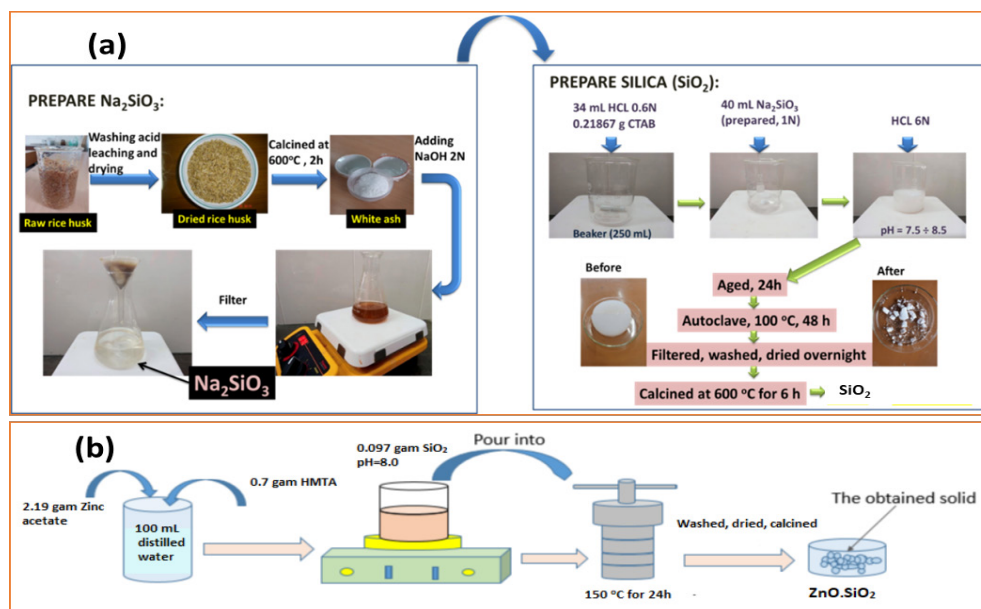 (a)
PREPARE Na₂SiO₃:
Washing acid
leaching and
drying
Calcined at
600°C , 2h
Adding
NaOH 2N
Raw rice husk
Dried rice husk
White ash
Filter
Na₂SiO₃
PREPARE SILICA (SiO₂):
34 mL HCL 0.6N
0.21867 g CTAB
40 mL Na₂SiO₃
(prepared, 1N)
HCL 6N
Beaker (250 mL)
pH = 7.5 ÷ 8.5
Before
After
Aged, 24h
Autoclave, 100 °C, 48 h
Filtered, washed, dried overnight
Calcined at 600 °C for 6 h
SiO₂
(b)
2.19 gam Zinc
acetate
0.7 gam HMTA
100 mL
distilled
water
0.097 gam SiO₂
pH=8.0
Pour into
150 °C for 24h
Washed, dried, calcined
The obtained solid
ZnO.SiO₂